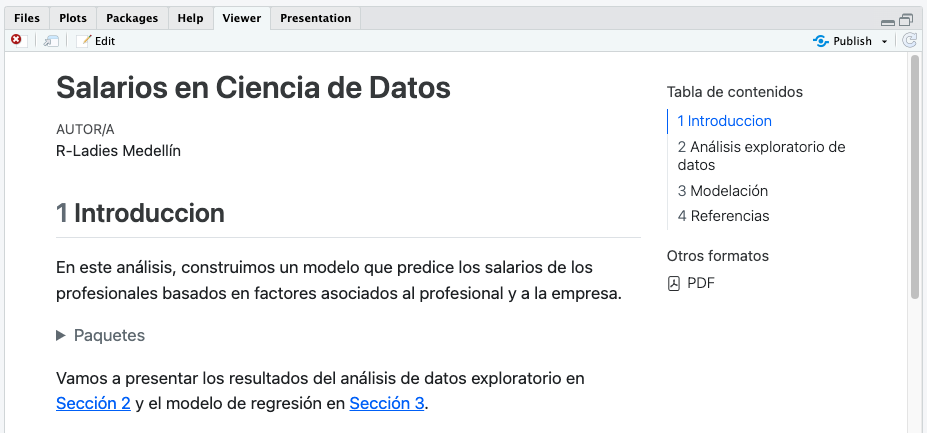 Files Plots Packages Help Viewer Presentation
Edit Publish
Salarios en Ciencia de Datos
AUTOR/A
R-Ladies Medellín
1 Introduccion
En este análisis, construimos un modelo que predice los salarios de los
profesionales basados en factores asociados al profesional y a la empresa.
Paquetes
Vamos a presentar los resultados del análisis de datos exploratorio en
Sección 2 y el modelo de regresión en Sección 3.
Tabla de contenidos
1 Introduccion
2 Análisis exploratorio de
datos
3 Modelación
4 Referencias
Otros formatos
PDF